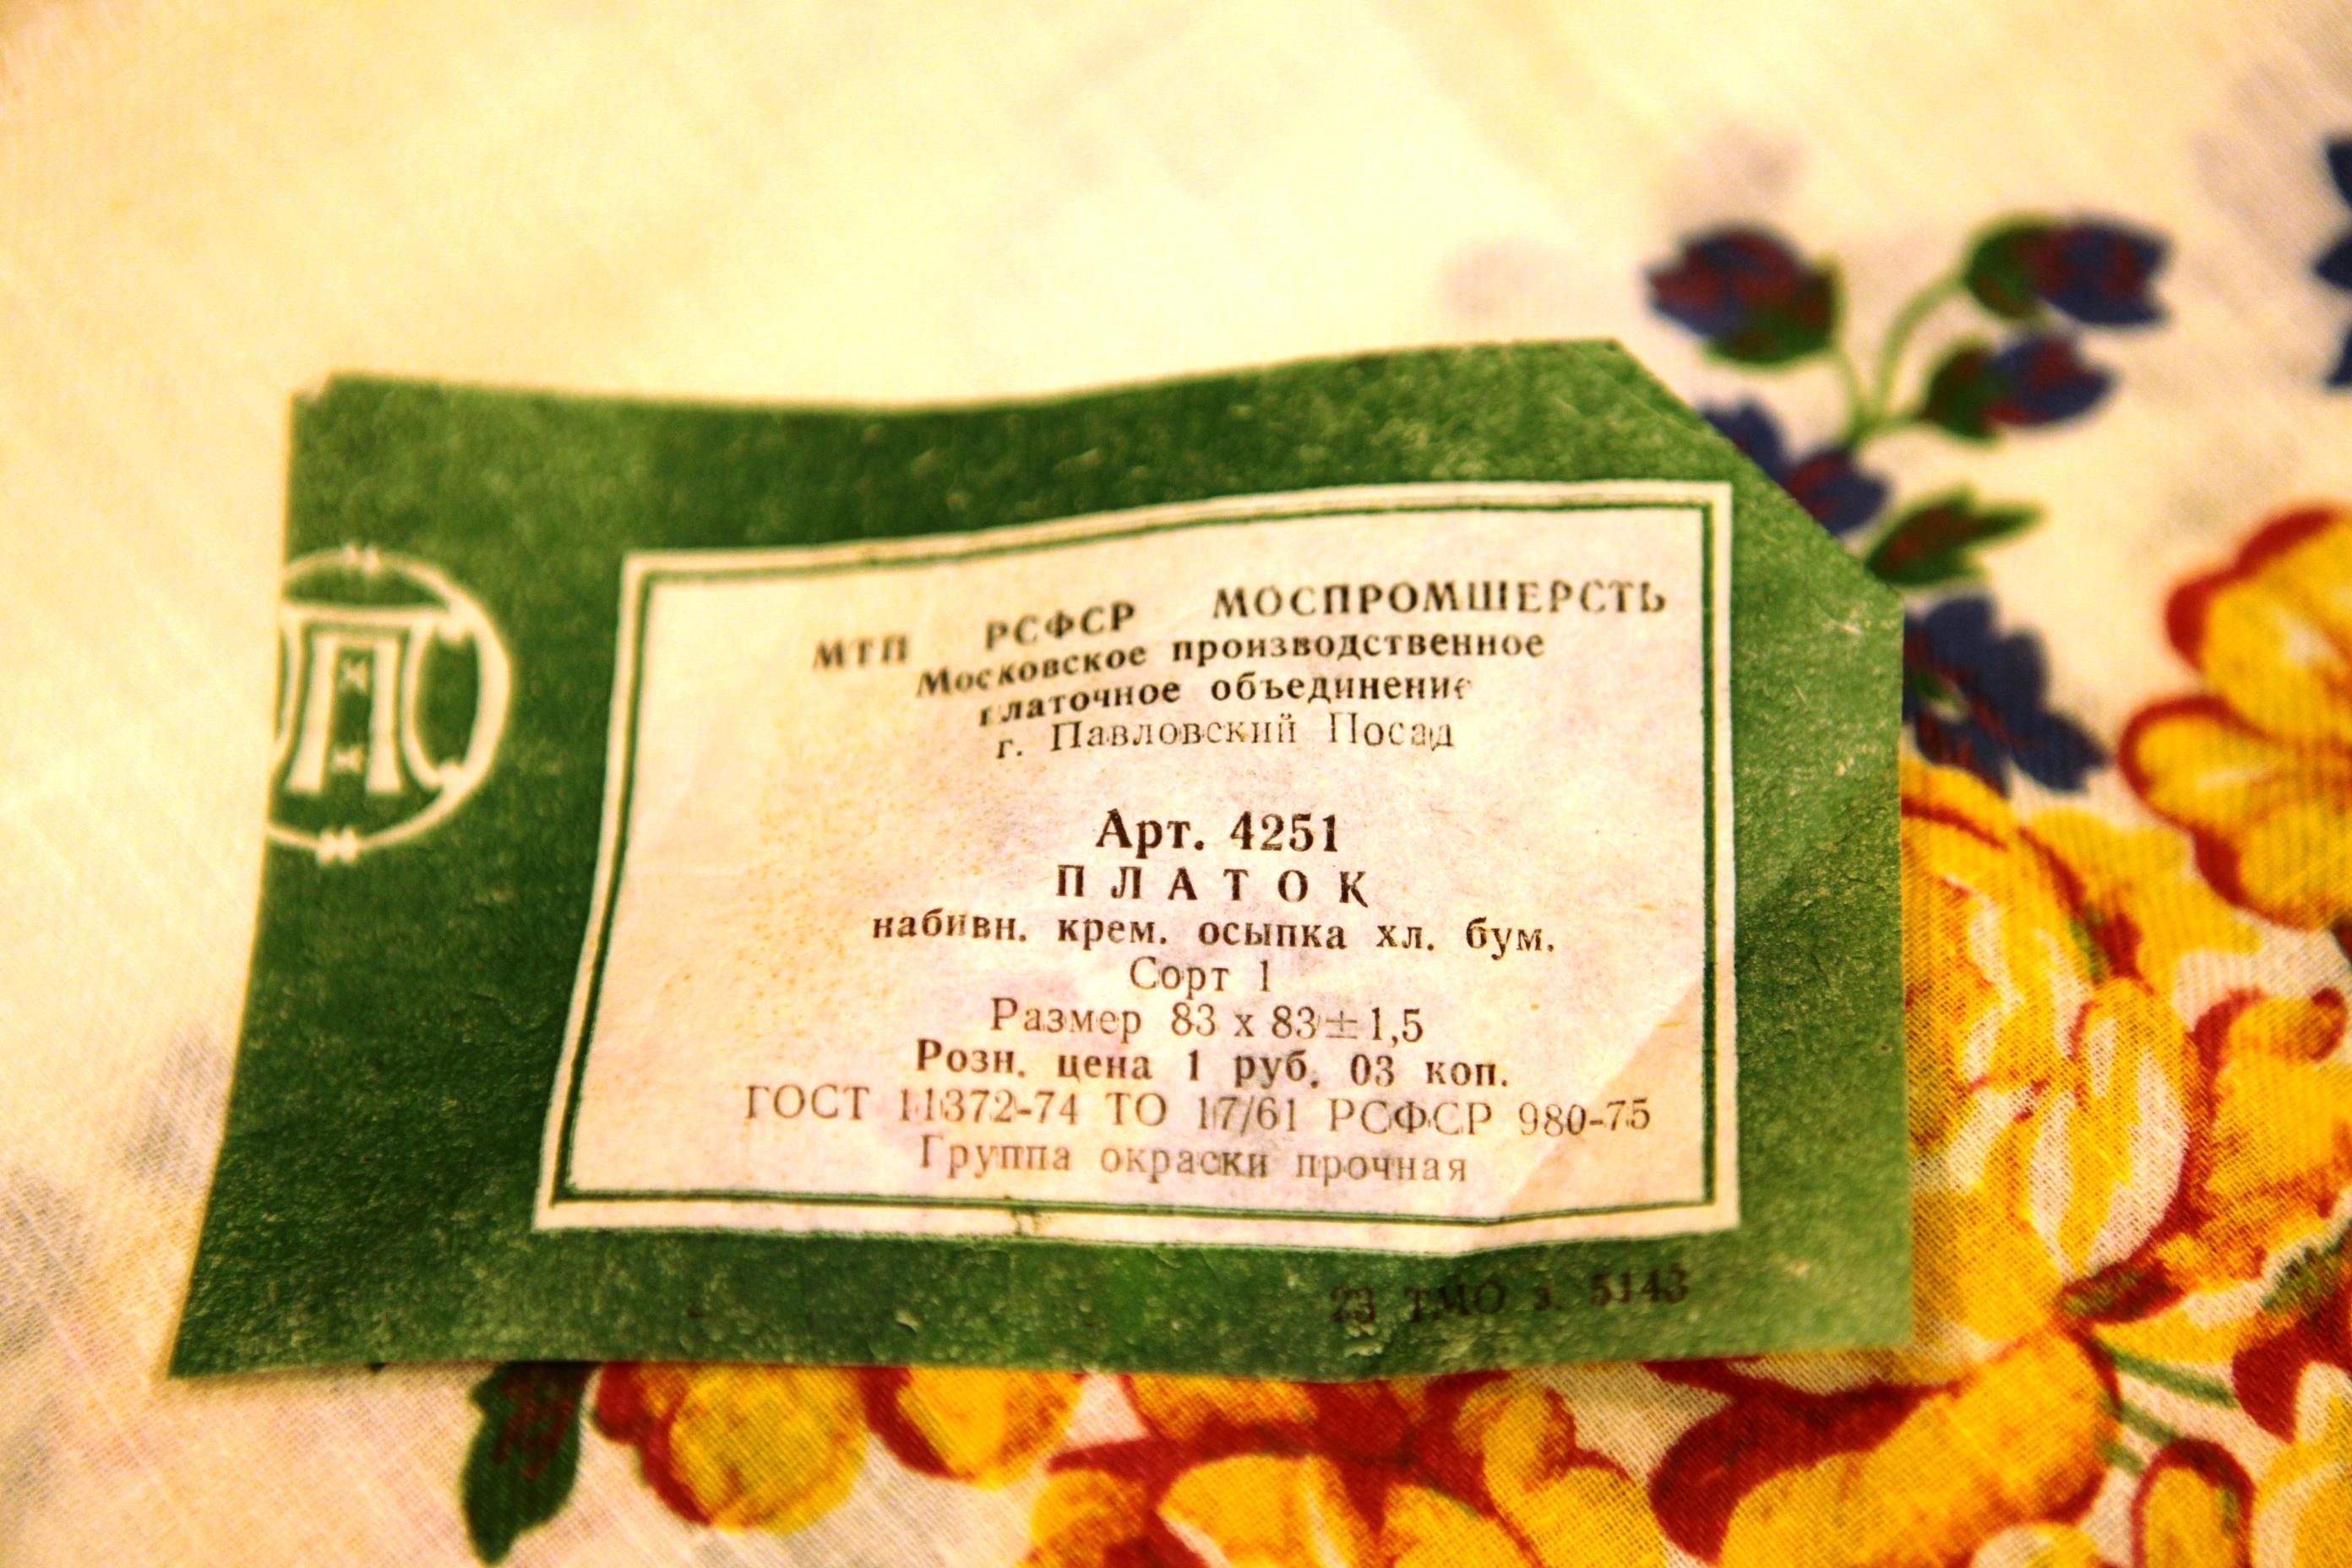 МТП РСФСР МОСПРОМШЕРСТЬ
Московское производственное
платочное объединение
г. Павловский Посад
Арт. 4251
ПЛАТОК
набивн. крем. осыпка хл. бум.
Сорт 1
Размер 83 х 83±1,5
Розн. цена 1 руб. 03 коп.
ГОСТ 11372-74 ТО 17/61 РСФСР 980-75
Группа окраски прочная
23 ТМО з. 5143